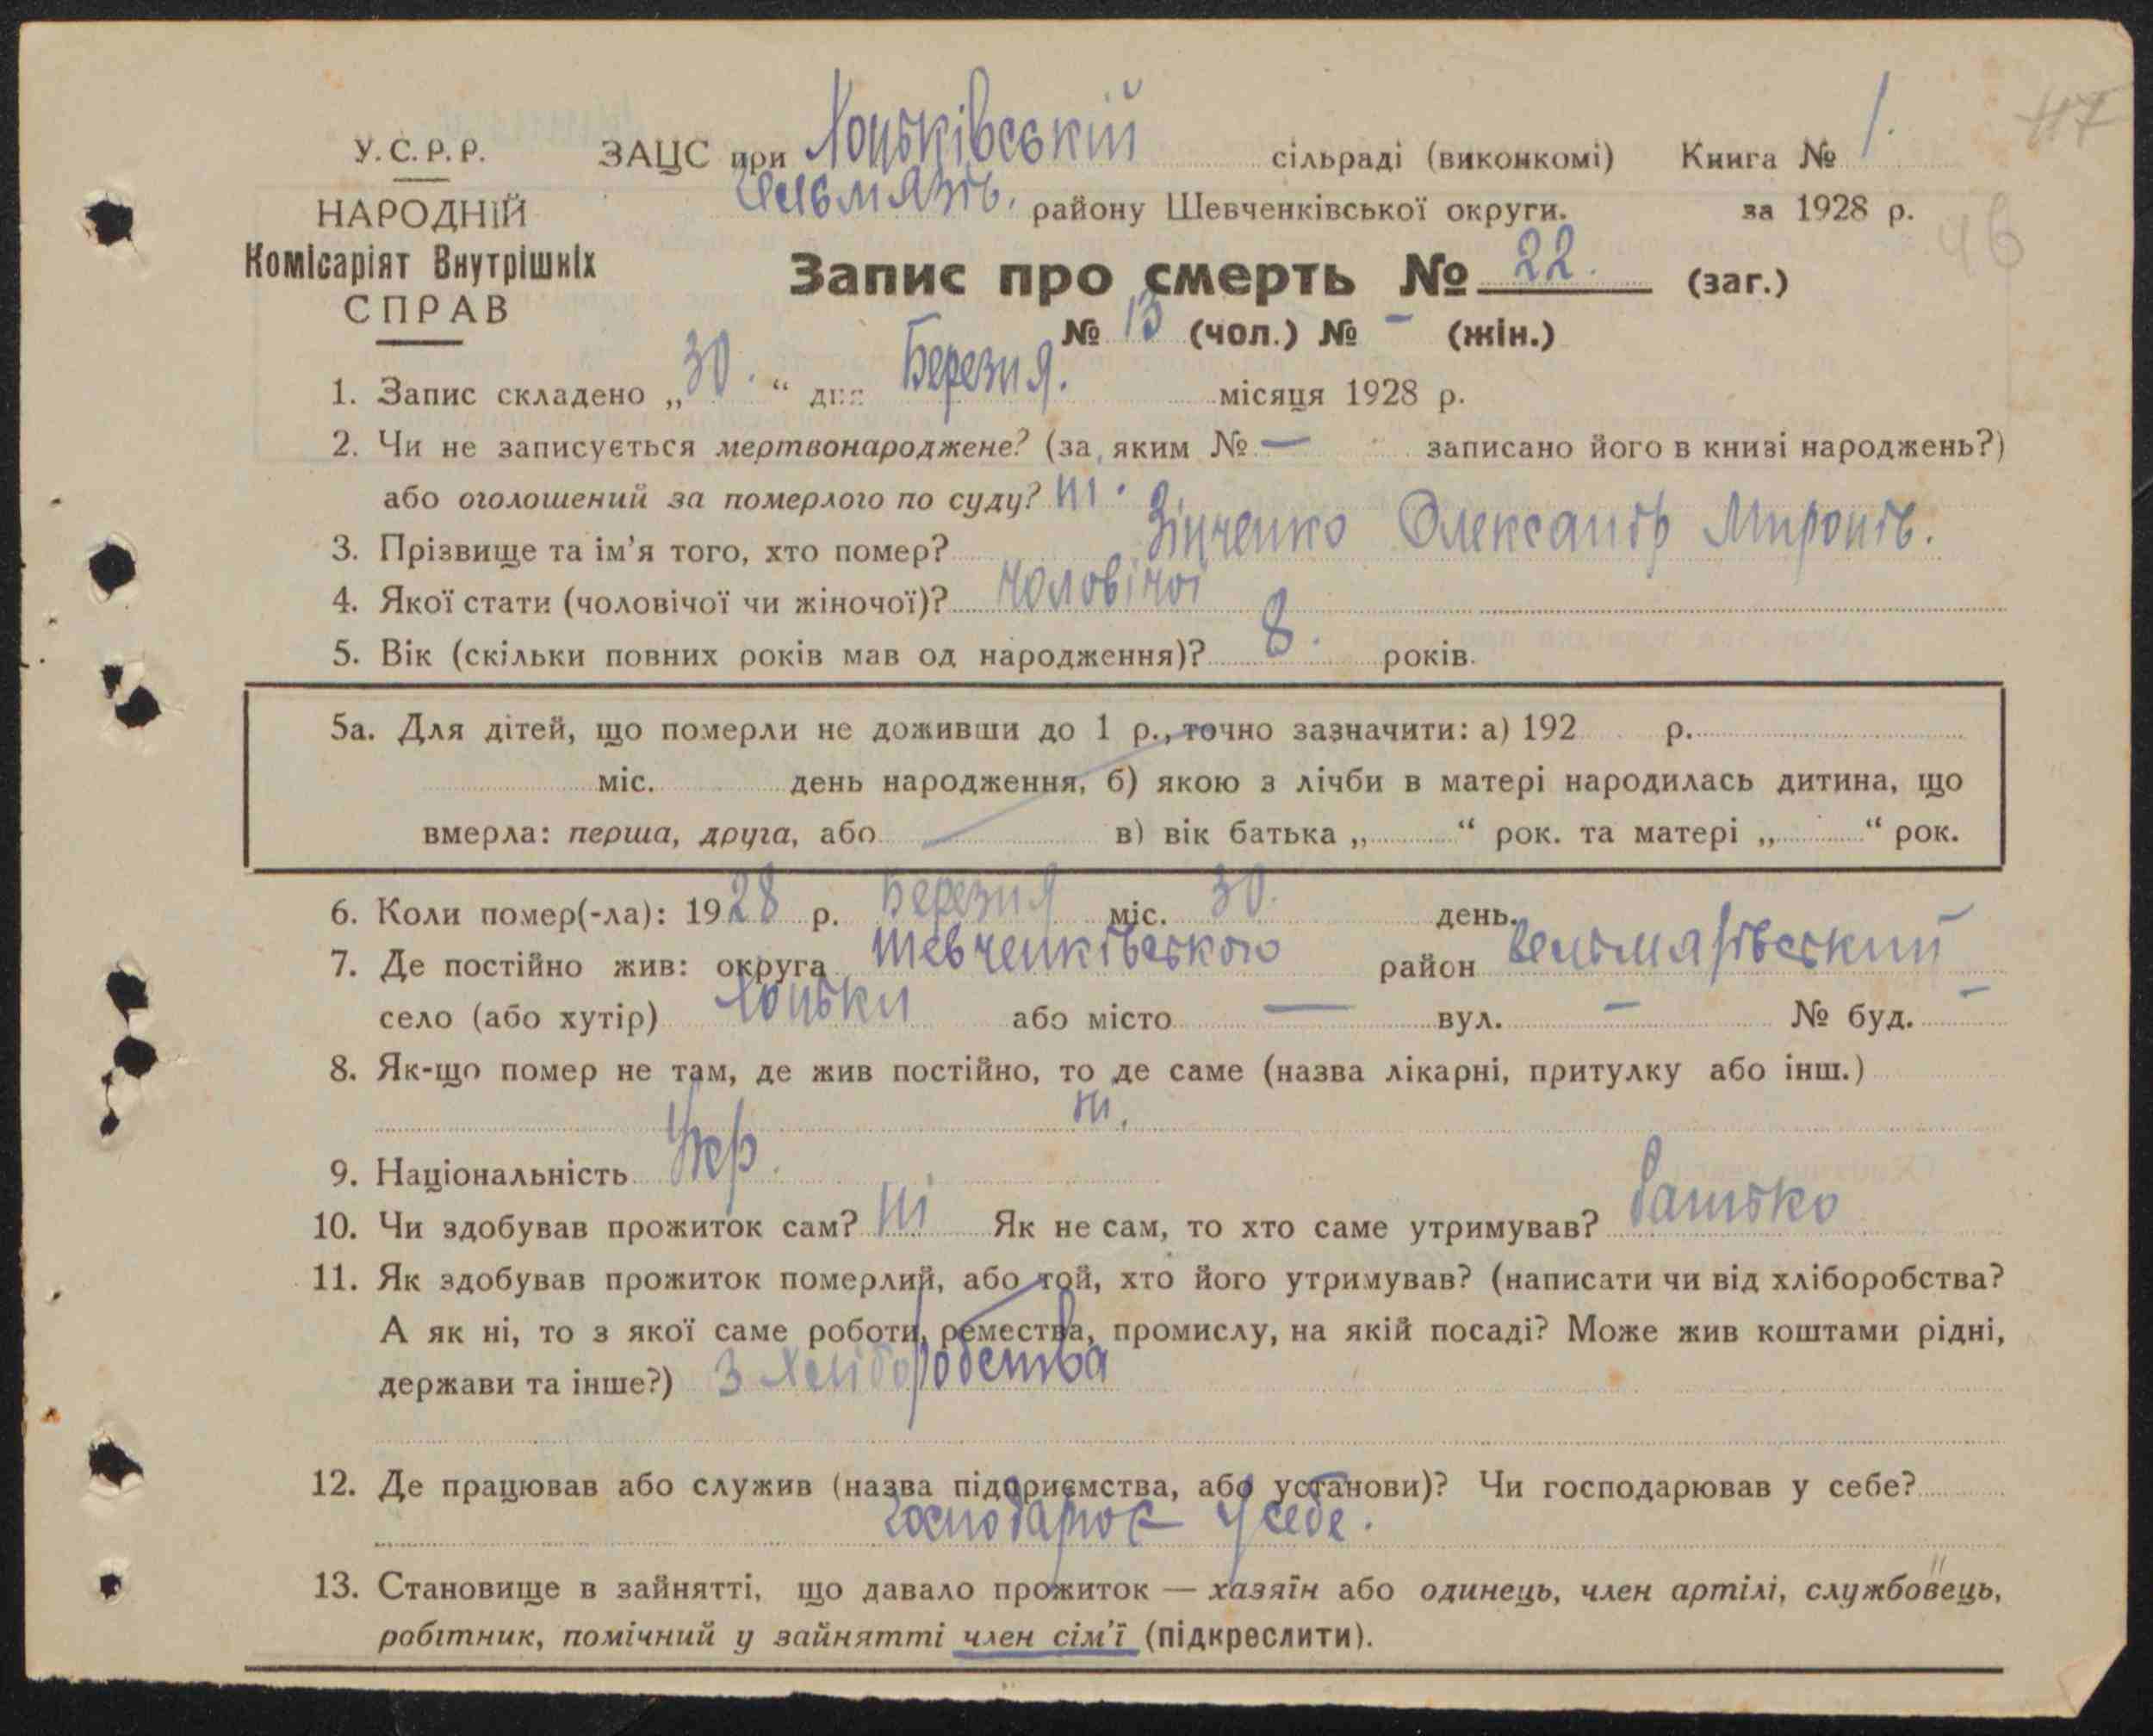 У.С.Р.Р.
НАРОДНІЙ
Комісаріят Внутрішніх
СПРАВ
ЗАЦС при Хоцьківській сільраді (виконкомі) Книга № 1.
47
району Шевченківської округи. за 1928 р.
46
Запис про смерть № 22. (заг.)
№ 13 (чол.) № – (жін.)
1. Запис складено „30.“ дня Березня. місяця 1928 р.
2. Чи не записується мертвонароджене? (за яким № — записано його в книзі народжень?)
або оголошений за померлого по суду? ні.
3. Прізвище та ім'я того, хто помер? Зінченко Олександр Миронів.
4. Якої стати (чоловічої чи жіночої)? чоловічої
5. Вік (скільки повних років мав од народження)? 8. років.
5а. Для дітей, що померли не доживши до 1 р., точно зазначити: а) 192 р.
міс. день народження, б) якою з лічби в матері народилась дитина, що
вмерла: перша, друга, або в) вік батька „ “ рок. та матері „ “ рок.
6. Коли помер(-ла): 1928 р. Березня міс. 30. день.
7. Де постійно жив: округа Шевченківського район
село (або хутір) Хоцьки або місто — вул. – № буд. –
8. Як-що помер не там, де жив постійно, то де саме (назва лікарні, притулку або інш.)
ні.
9. Національність Укр.
10. Чи здобував прожиток сам? ні Як не сам, то хто саме утримував? батько
11. Як здобував прожиток померлий, або той, хто його утримував? (написати чи від хліборобства?
А як ні, то з якої саме роботи, ремества, промислу, на якій посаді? Може жив коштами рідні,
держави та інше?) З хліборобства
12. Де працював або служив (назва підприємства, або установи)? Чи господарював у себе?
у себе.
13. Становище в зайнятті, що давало прожиток — хазяїн або одинець, член артілі, службовець,
робітник, помічний у зайнятті член сім'ї (підкреслити).